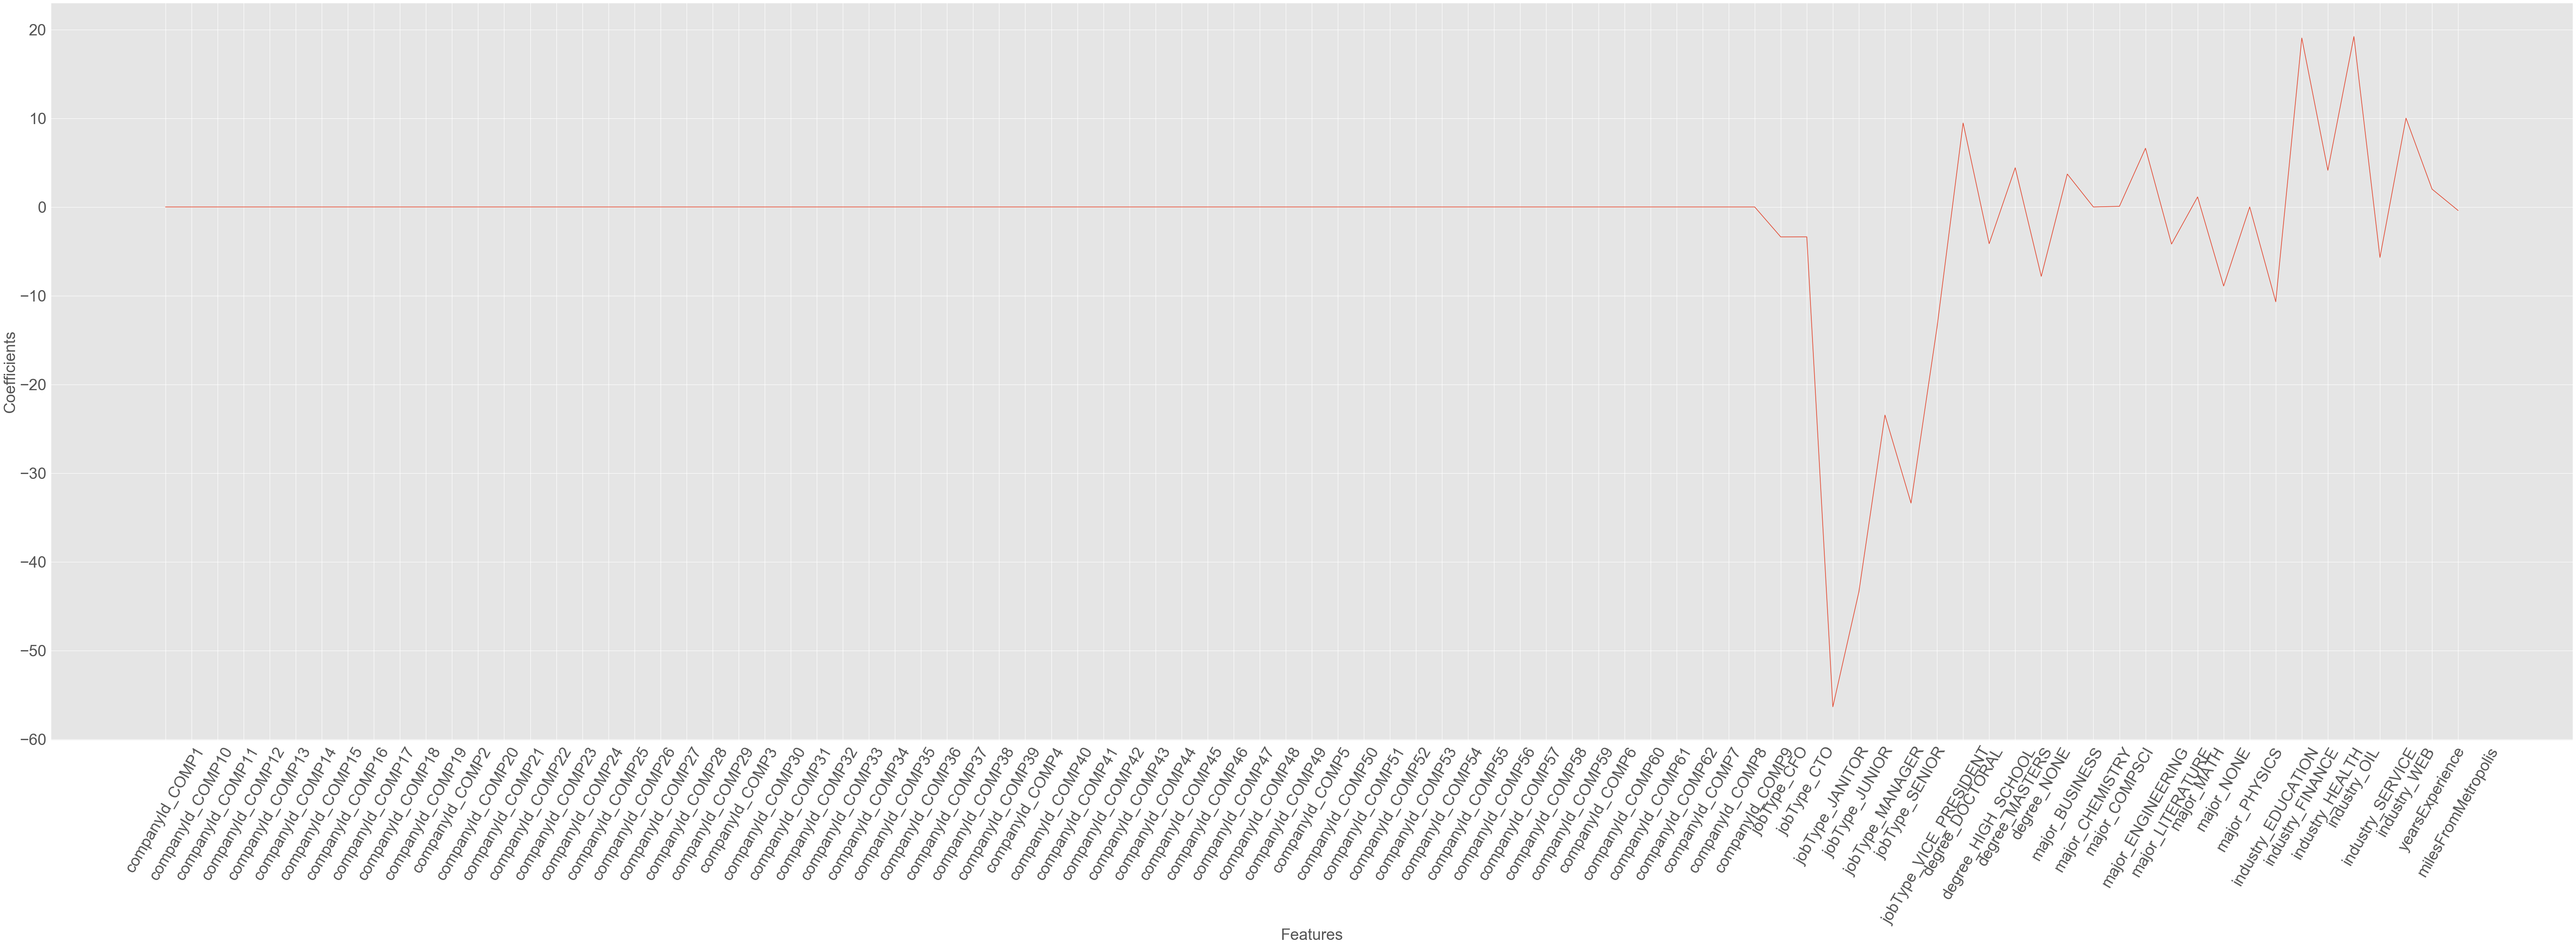 20
10
0
−10
−20
−30
−40
−50
−60
Coefficients
companyId_COMP1
companyId_COMP10
companyId_COMP11
companyId_COMP12
companyId_COMP13
companyId_COMP14
companyId_COMP15
companyId_COMP16
companyId_COMP17
companyId_COMP18
companyId_COMP19
companyId_COMP2
companyId_COMP20
companyId_COMP21
companyId_COMP22
companyId_COMP23
companyId_COMP24
companyId_COMP25
companyId_COMP26
companyId_COMP27
companyId_COMP28
companyId_COMP29
companyId_COMP3
companyId_COMP30
companyId_COMP31
companyId_COMP32
companyId_COMP33
companyId_COMP34
companyId_COMP35
companyId_COMP36
companyId_COMP37
companyId_COMP38
companyId_COMP39
companyId_COMP4
companyId_COMP40
companyId_COMP41
companyId_COMP42
companyId_COMP43
companyId_COMP44
companyId_COMP45
companyId_COMP46
companyId_COMP47
companyId_COMP48
companyId_COMP49
companyId_COMP5
companyId_COMP50
companyId_COMP51
companyId_COMP52
companyId_COMP53
companyId_COMP54
companyId_COMP55
companyId_COMP56
companyId_COMP57
companyId_COMP58
companyId_COMP59
companyId_COMP6
companyId_COMP60
companyId_COMP61
companyId_COMP62
companyId_COMP7
companyId_COMP8
companyId_COMP9
jobType_CFO
jobType_CTO
jobType_JANITOR
jobType_JUNIOR
jobType_MANAGER
jobType_SENIOR
jobType_VICE_PRESIDENT
degree_DOCTORAL
degree_HIGH_SCHOOL
degree_MASTERS
degree_NONE
major_BUSINESS
major_CHEMISTRY
major_COMPSCI
major_ENGINEERING
major_LITERATURE
major_MATH
major_NONE
major_PHYSICS
industry_EDUCATION
industry_FINANCE
industry_HEALTH
industry_OIL
industry_SERVICE
industry_WEB
yearsExperience
milesFromMetropolis
Features